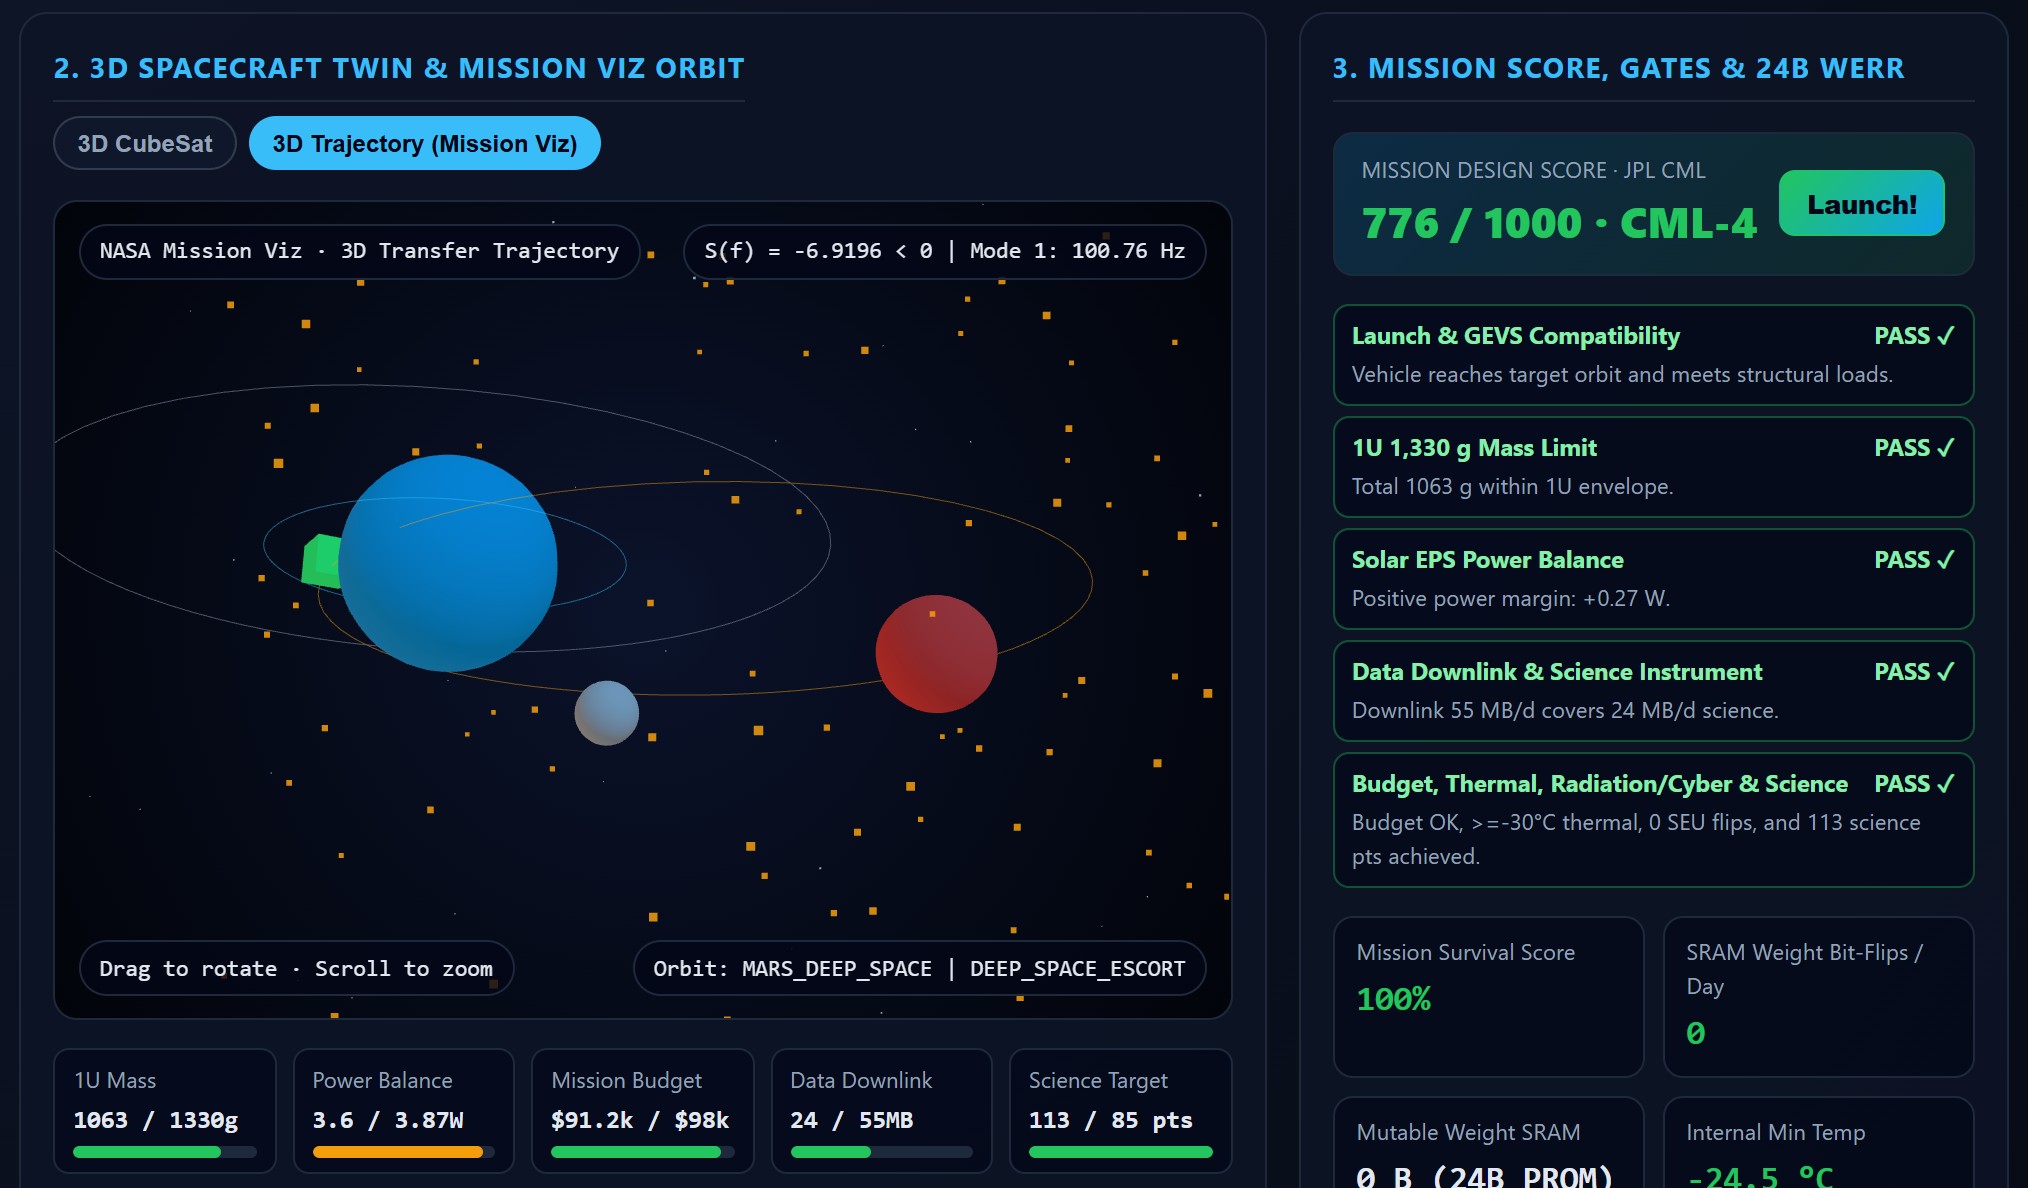 2. 3D SPACECRAFT TWIN & MISSION VIZ ORBIT
3D CubeSat
3D Trajectory (Mission Viz)
NASA Mission Viz · 3D Transfer Trajectory
S(f) = -6.9196 < 0 | Mode 1: 100.76 Hz
Drag to rotate · Scroll to zoom
Orbit: MARS_DEEP_SPACE | DEEP_SPACE_ESCORT
1U Mass
1063 / 1330g
Power Balance
3.6 / 3.87W
Mission Budget
$91.2k / $98k
Data Downlink
24 / 55MB
Science Target
113 / 85 pts
3. MISSION SCORE, GATES & 24B WERR
MISSION DESIGN SCORE · JPL CML
776 / 1000 · CML-4
Launch!
Launch & GEVS Compatibility PASS ✓
Vehicle reaches target orbit and meets structural loads.
1U 1,330 g Mass Limit PASS ✓
Total 1063 g within 1U envelope.
Solar EPS Power Balance PASS ✓
Positive power margin: +0.27 W.
Data Downlink & Science Instrument PASS ✓
Downlink 55 MB/d covers 24 MB/d science.
Budget, Thermal, Radiation/Cyber & Science PASS ✓
Budget OK, >=-30°C thermal, 0 SEU flips, and 113 science
pts achieved.
Mission Survival Score
100%
SRAM Weight Bit-Flips /
Day
0
Mutable Weight SRAM
0 B (24B PROM)
Internal Min Temp
-24.5 °C